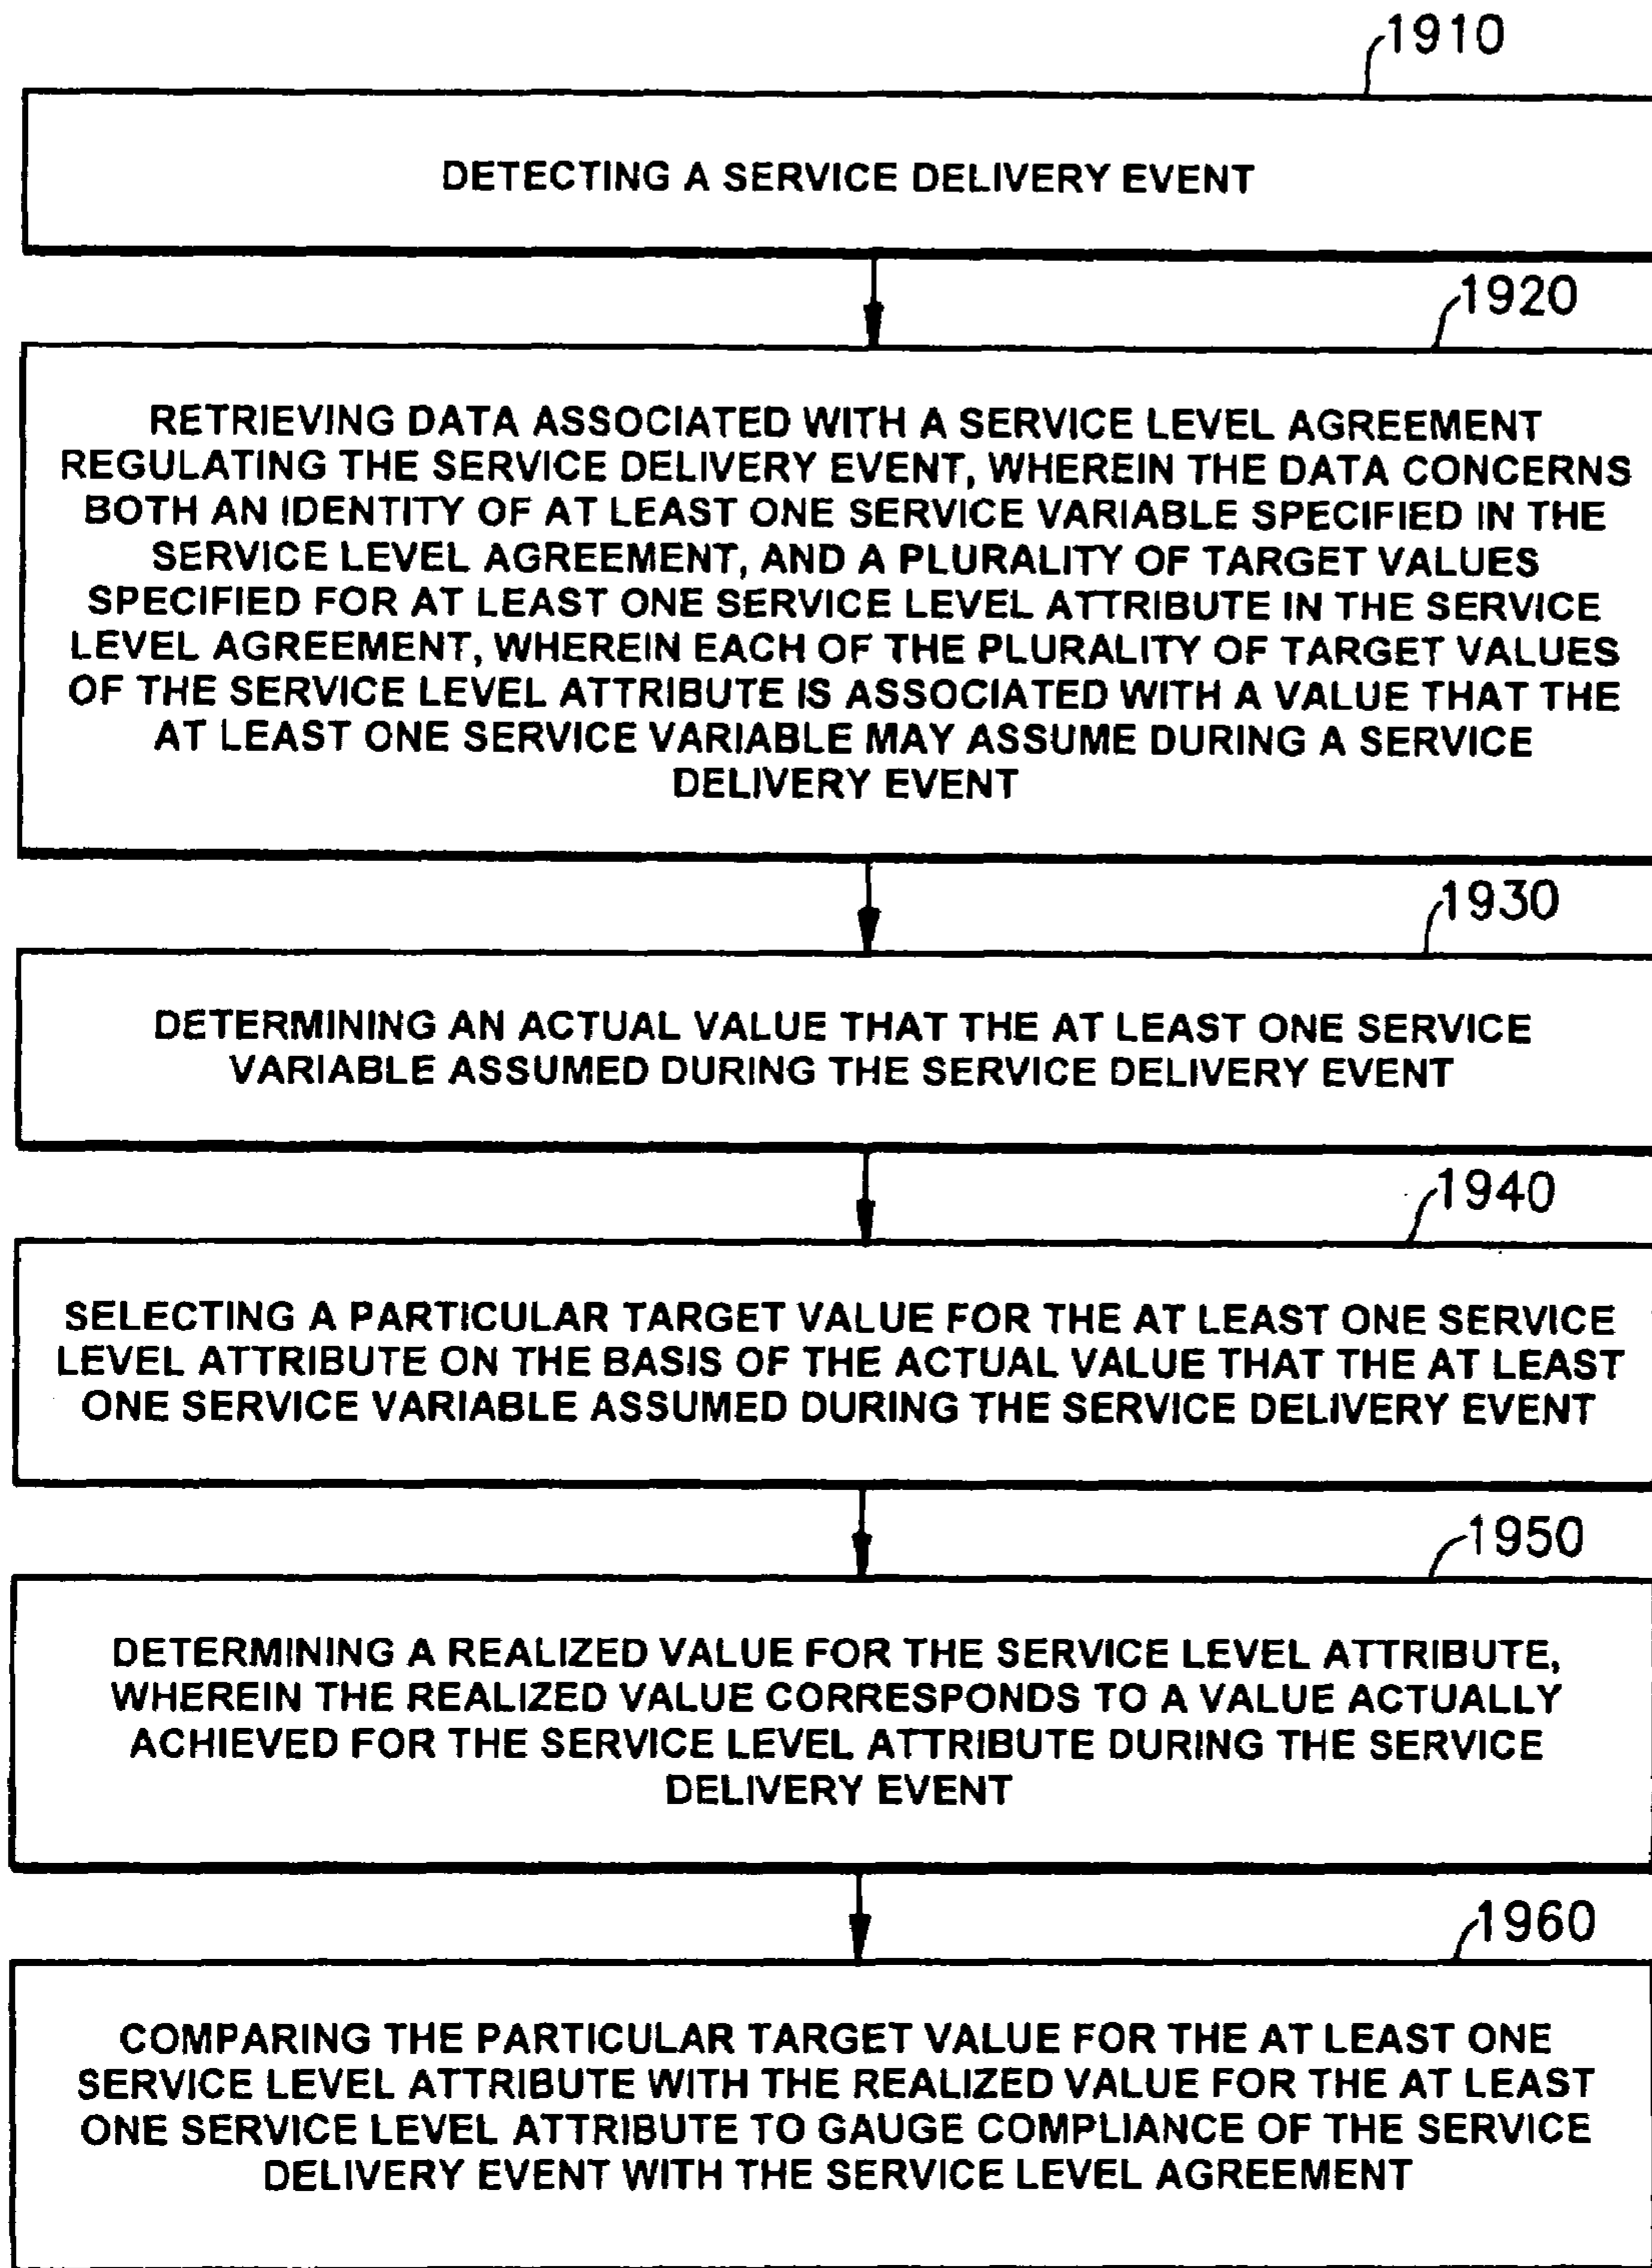 1910
DETECTING A SERVICE DELIVERY EVENT
1920
RETRIEVING DATA ASSOCIATED WITH A SERVICE LEVEL AGREEMENT
REGULATING THE SERVICE DELIVERY EVENT, WHEREIN THE DATA CONCERNS
BOTH AN IDENTITY OF AT LEAST ONE SERVICE VARIABLE SPECIFIED IN THE
SERVICE LEVEL AGREEMENT, AND A PLURALITY OF TARGET VALUES
SPECIFIED FOR AT LEAST ONE SERVICE LEVEL ATTRIBUTE IN THE SERVICE
LEVEL AGREEMENT, WHEREIN EACH OF THE PLURALITY OF TARGET VALUES
OF THE SERVICE LEVEL ATTRIBUTE IS ASSOCIATED WITH A VALUE THAT THE
AT LEAST ONE SERVICE VARIABLE MAY ASSUME DURING A SERVICE
DELIVERY EVENT
1930
DETERMINING AN ACTUAL VALUE THAT THE AT LEAST ONE SERVICE
VARIABLE ASSUMED DURING THE SERVICE DELIVERY EVENT
1940
SELECTING A PARTICULAR TARGET VALUE FOR THE AT LEAST ONE SERVICE
LEVEL ATTRIBUTE ON THE BASIS OF THE ACTUAL VALUE THAT THE AT LEAST
ONE SERVICE VARIABLE ASSUMED DURING THE SERVICE DELIVERY EVENT
1950
DETERMINING A REALIZED VALUE FOR THE SERVICE LEVEL ATTRIBUTE,
WHEREIN THE REALIZED VALUE CORRESPONDS TO A VALUE ACTUALLY
ACHIEVED FOR THE SERVICE LEVEL ATTRIBUTE DURING THE SERVICE
DELIVERY EVENT
1960
COMPARING THE PARTICULAR TARGET VALUE FOR THE AT LEAST ONE
SERVICE LEVEL ATTRIBUTE WITH THE REALIZED VALUE FOR THE AT LEAST
ONE SERVICE LEVEL ATTRIBUTE TO GAUGE COMPLIANCE OF THE SERVICE
DELIVERY EVENT WITH THE SERVICE LEVEL AGREEMENT